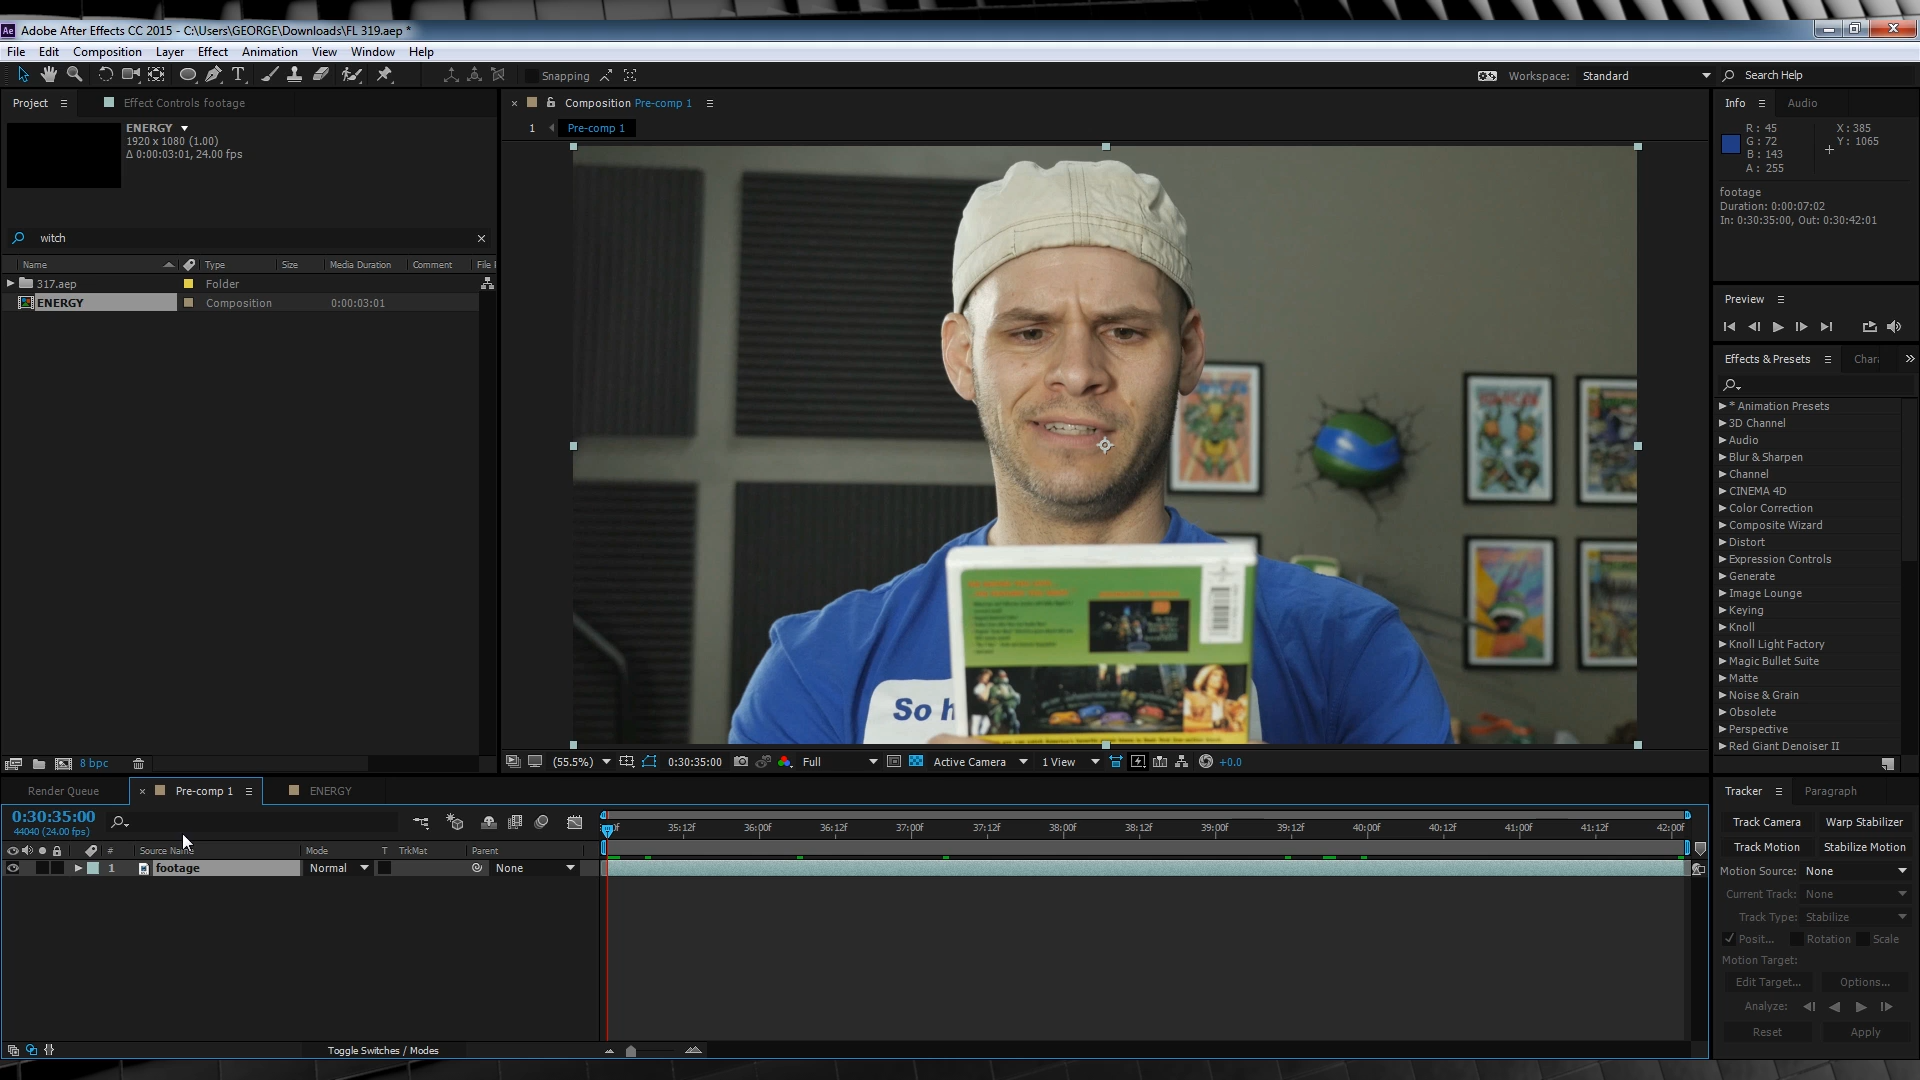 Adobe After Effects CC 2015 - C:\Users\GEORGE\Downloads\FL 319.aep *
File Edit Composition Layer Effect Animation View Window Help
Snapping
Workspace: Standard
Search Help
Project
Effect Controls footage
ENERGY
1920 x 1080 (1.00)
Δ 0:00:03:01, 24.00 fps
witch
Name Type Size Media Duration Comment File
317.aep Folder
ENERGY Composition 0:00:03:01
8 bpc
Composition Pre-comp 1
1 Pre-comp 1
So h
(55.5%) 0:30:35:00 Full Active Camera 1 View +0.0
Info Audio
R: 45 X: 385
G: 72 Y: 1065
B: 143
A: 255
footage
Duration: 0:00:07:02
In: 0:30:35:00, Out: 0:30:42:01
Preview
Effects & Presets Chara
* Animation Presets
3D Channel
Audio
Blur & Sharpen
Channel
CINEMA 4D
Color Correction
Composite Wizard
Distort
Expression Controls
Generate
Image Lounge
Keying
Knoll
Knoll Light Factory
Magic Bullet Suite
Matte
Noise & Grain
Obsolete
Perspective
Red Giant Denoiser II
Render Queue Pre-comp 1 ENERGY
0:30:35:00
44040 (24.00 fps)
# Source Name Mode T TrkMat Parent
1 footage Normal None
35:12f 36:00f 36:12f 37:00f 37:12f 38:00f 38:12f 39:00f 39:12f 40:00f 40:12f 41:00f 41:12f 42:00f
Toggle Switches / Modes
Tracker Paragraph
Track Camera Warp Stabilizer
Track Motion Stabilize Motion
Motion Source: None
Current Track: None
Track Type: Stabilize
Posit... Rotation Scale
Motion Target:
Edit Target... Options...
Analyze:
Reset Apply